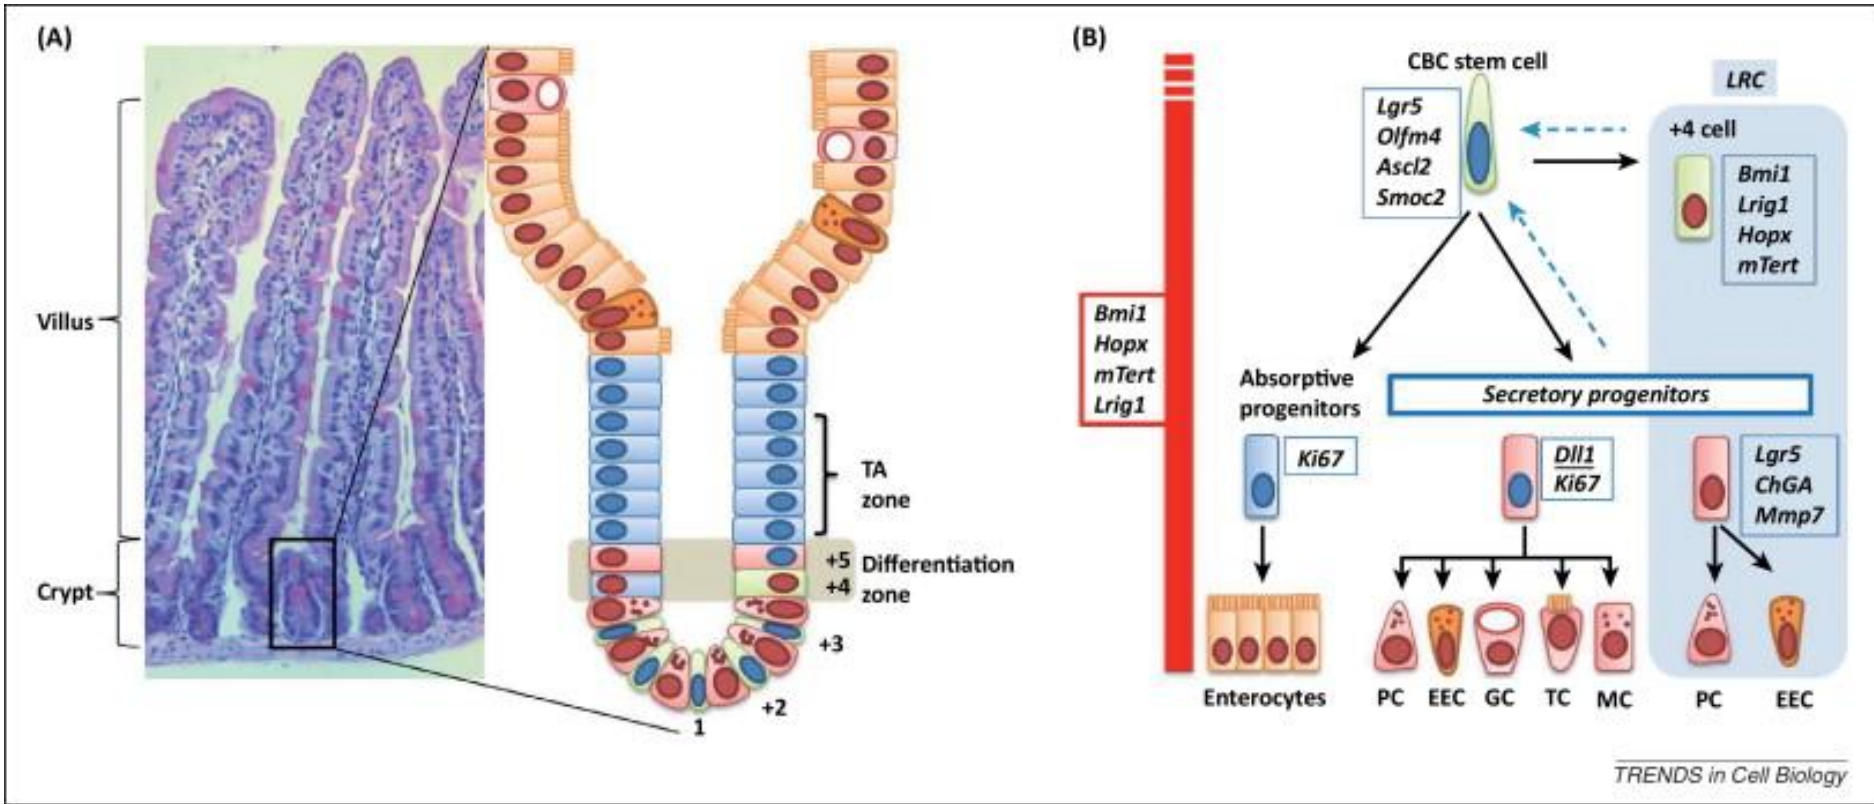 (A)
Villus
Crypt
TA
zone
+5
Differentiation
+4
zone
+3
+2
1
(B)
CBC stem cell
LRC
Lgr5
Olfm4
Ascl2
Smoc2
+4 cell
Bmi1
Lrig1
Hopx
mTert
Bmi1
Hopx
mTert
Lrig1
Absorptive
progenitors
Secretory progenitors
Ki67
Dll1
Ki67
Lgr5
ChGA
Mmp7
Enterocytes
PC EEC GC TC MC
PC EEC
TRENDS in Cell Biology